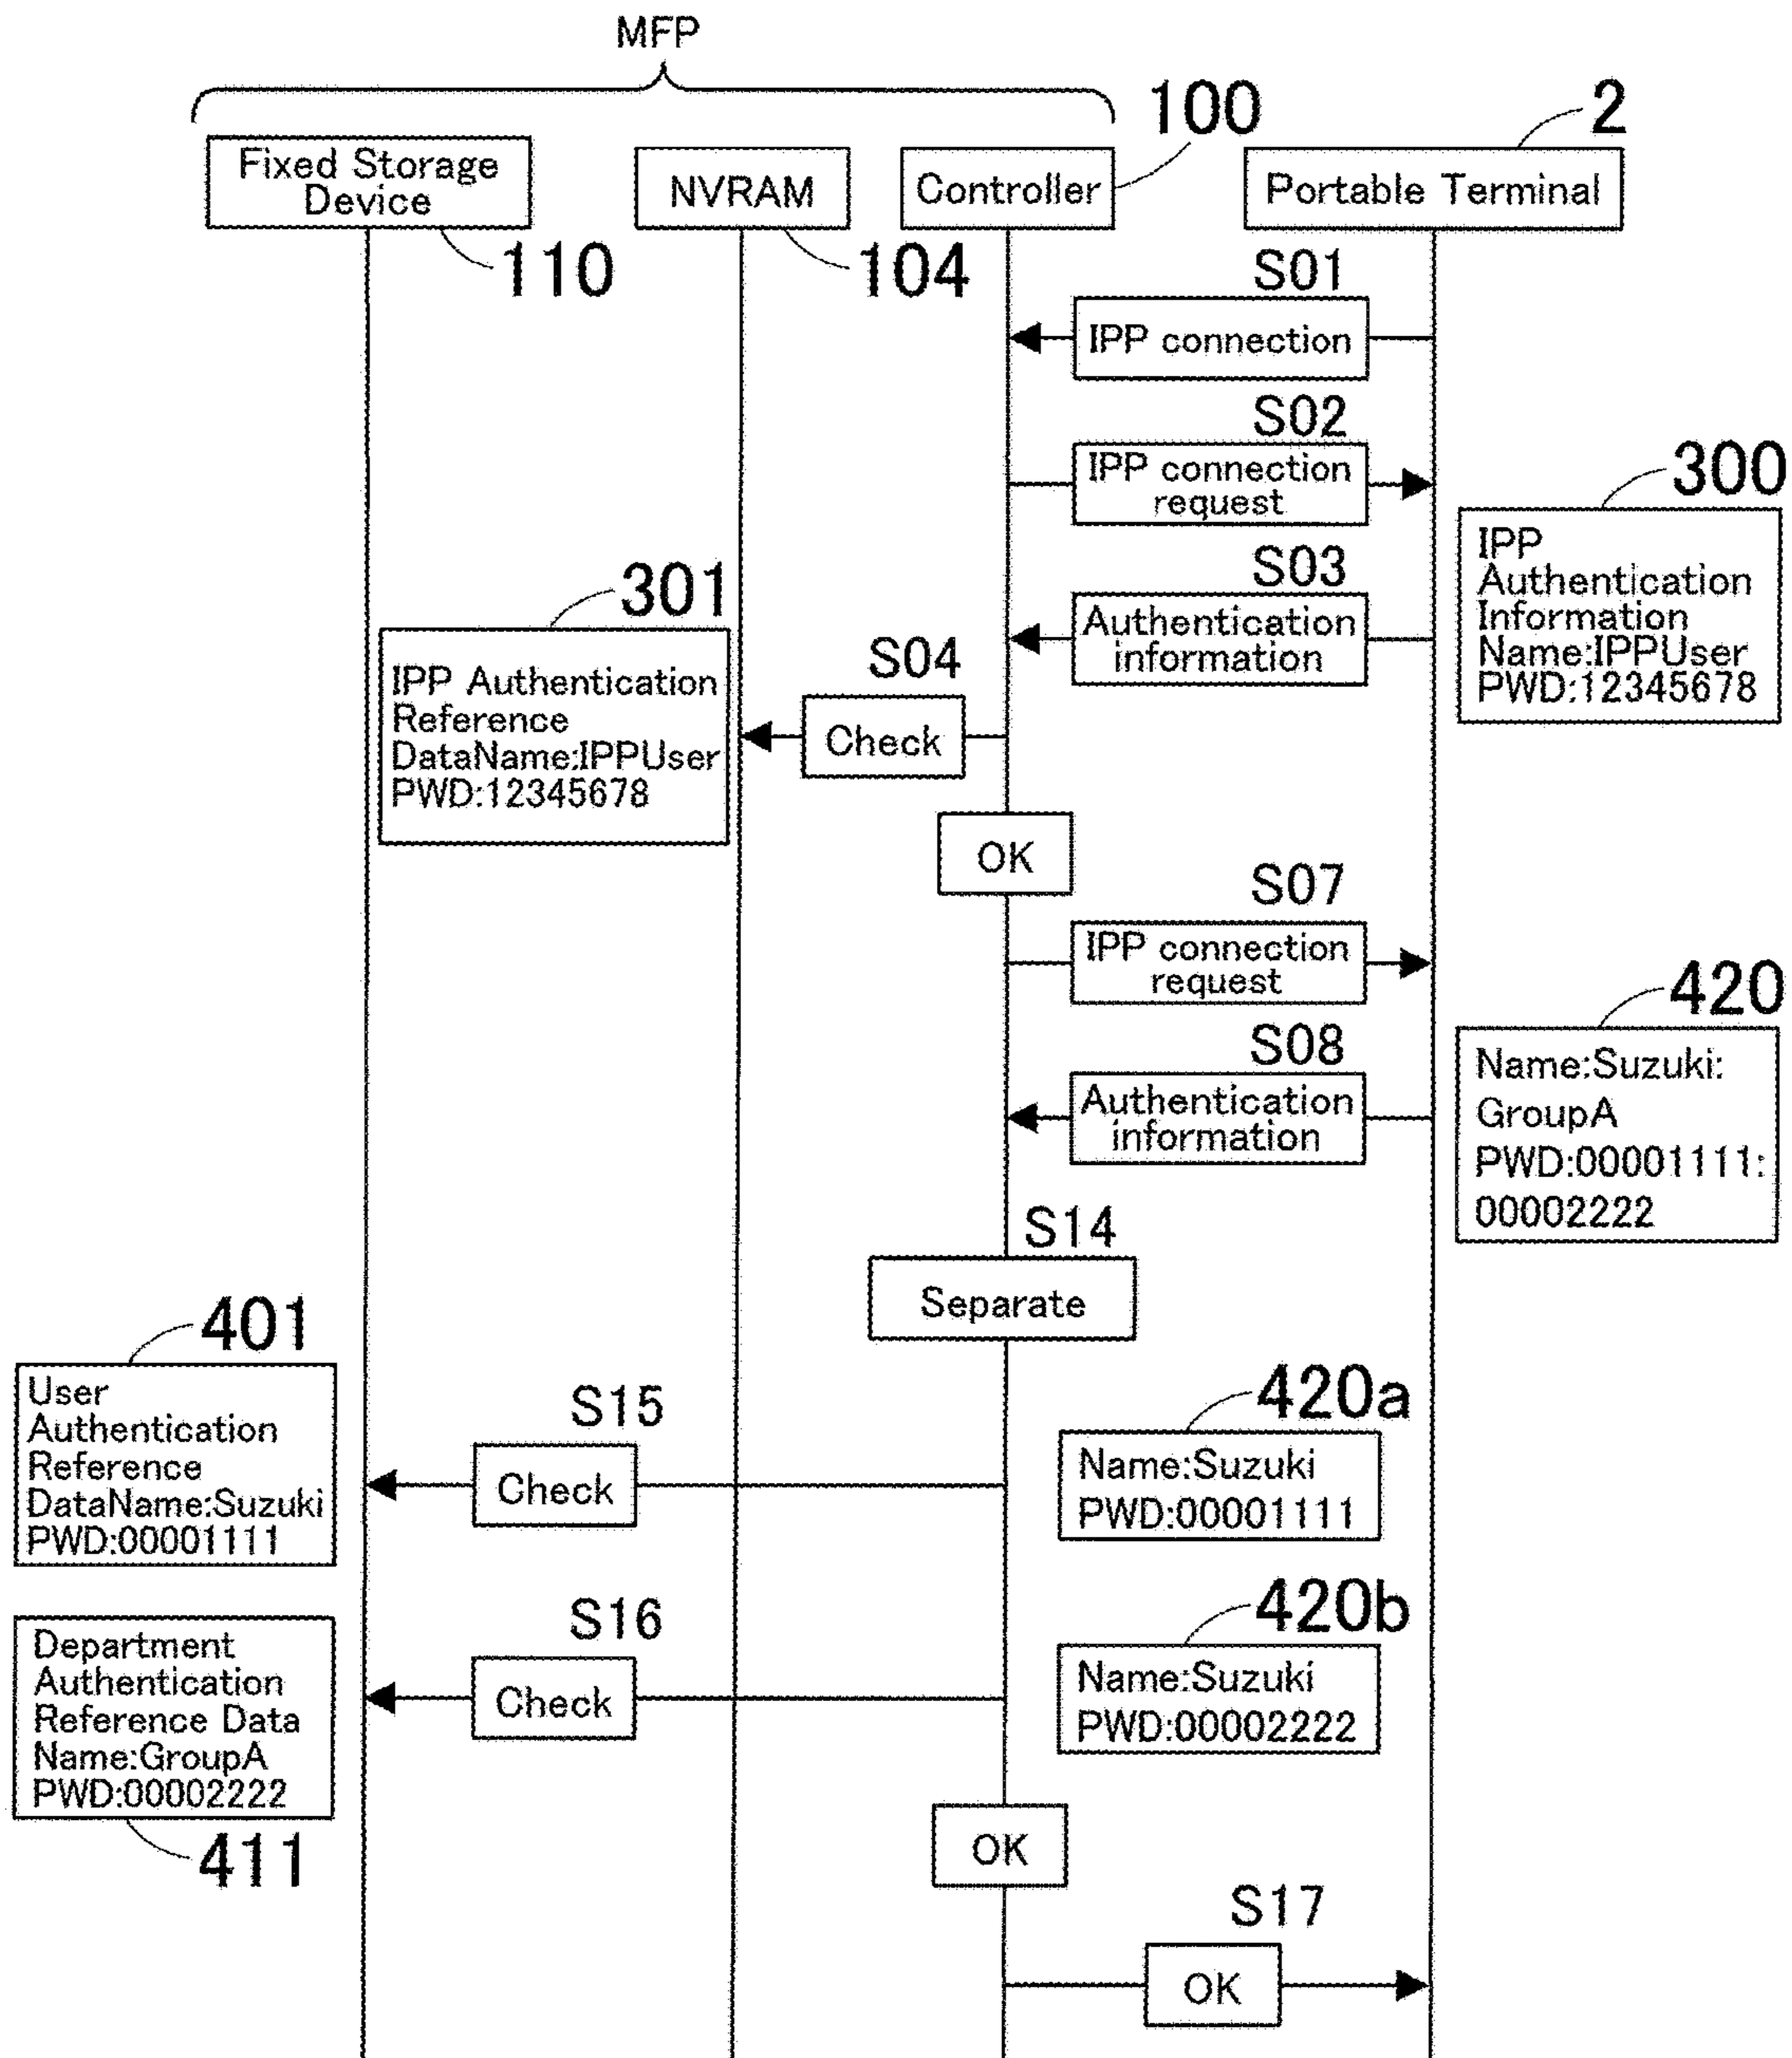 MFP
100
2
Fixed Storage
Device
NVRAM
Controller
Portable Terminal
110
104
S01
IPP connection
S02
IPP connection
request
300
IPP
Authentication
Information
Name:IPPUser
PWD:12345678
S03
Authentication
information
301
IPP Authentication
Reference
DataName:IPPUser
PWD:12345678
S04
Check
OK
S07
IPP connection
request
420
Name:Suzuki:
GroupA
PWD:00001111:
00002222
S08
Authentication
information
S14
Separate
401
User
Authentication
Reference
DataName:Suzuki
PWD:00001111
S15
Check
420a
Name:Suzuki
PWD:00001111
S16
Check
420b
Name:Suzuki
PWD:00002222
Department
Authentication
Reference Data
Name:GroupA
PWD:00002222
411
OK
S17
OK